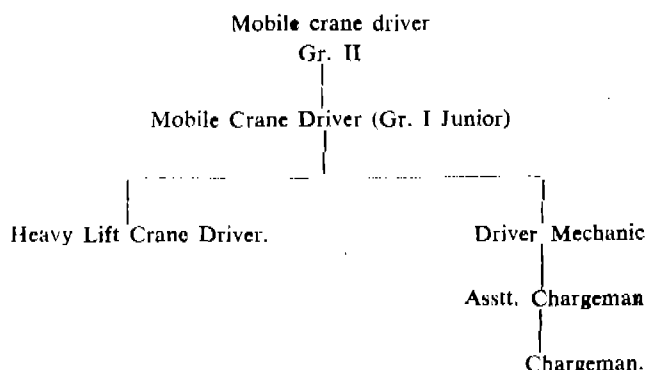 Mobile crane driver
Gr. II
Mobile Crane Driver (Gr. I Junior)
Heavy Lift Crane Driver.
Driver Mechanic
Asstt. Chargeman
Chargeman.